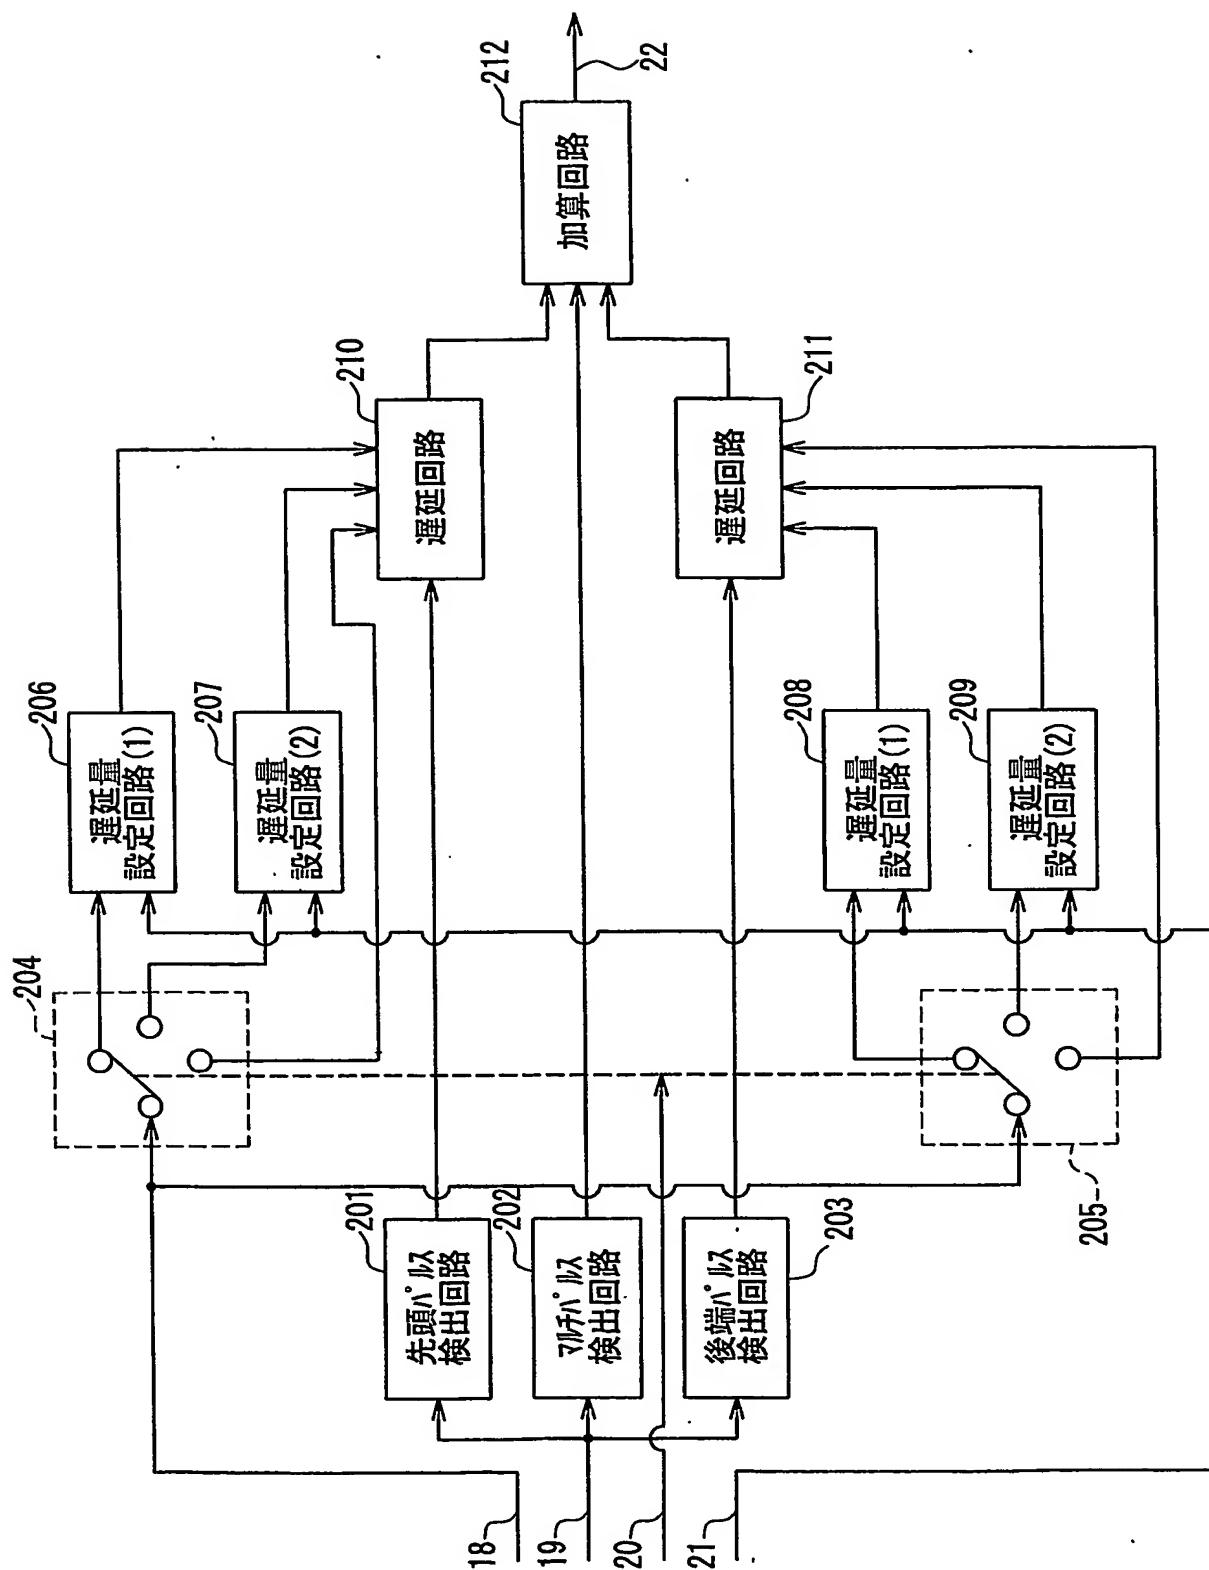 18
19
20
21
先頭パルス
検出回路
201
マルチパルス
検出回路
202
後端パルス
検出回路
203
204
205
遅延量
設定回路(1)
206
遅延量
設定回路(2)
207
遅延量
設定回路(1)
208
遅延量
設定回路(2)
209
遅延回路
210
遅延回路
211
加算回路
212
22